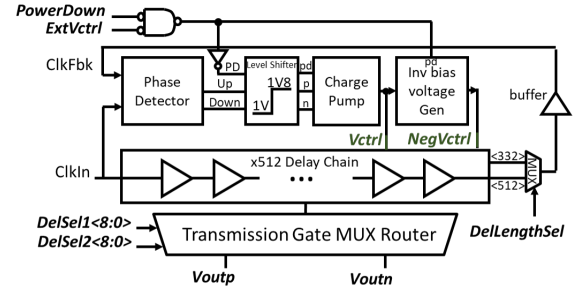 PowerDown
ExtVctrl
ClkFbk
PD
Level Shifter
pd
pd
Phase
Detector
Up
Down
1V8
1V
p
n
Charge
Pump
Inv bias
voltage
Gen
buffer
Vctrl
NegVctrl
ClkIn
x512 Delay Chain
...
<332>
<512>
MUX
DelSel1<8:0>
DelSel2<8:0>
Transmission Gate MUX Router
DelLengthSel
Voutp
Voutn